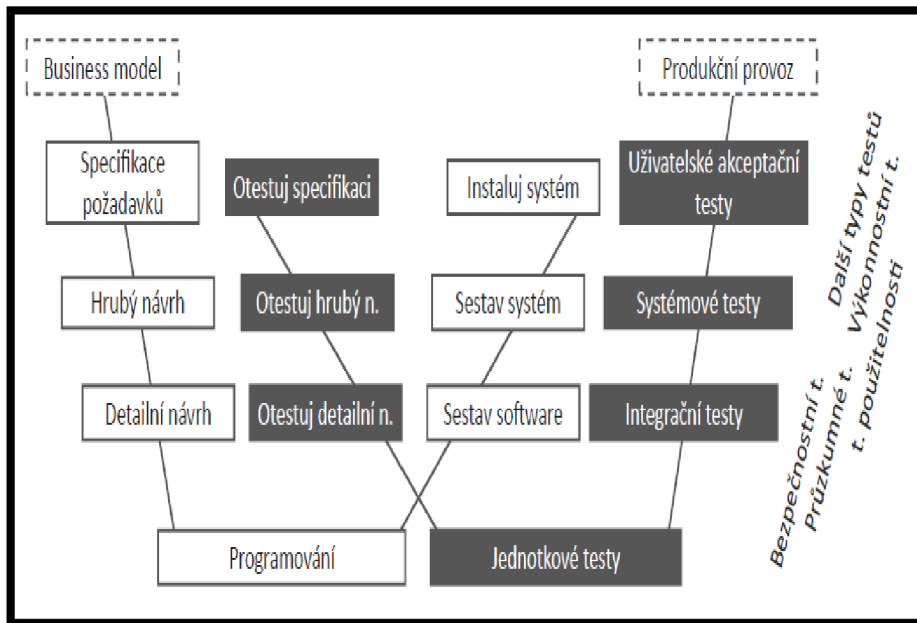 Business model
Produkční provoz
Specifikace
požadavků
Otestuj specifikaci
Instaluj systém
Uživatelské akceptační
testy
Hrubý návrh
Otestuj hrubý n.
Sestav systém
Systémové testy
Detailní návrh
Otestuj detailní n.
Sestav software
Integrační testy
Programování
Jednotkové testy
Další typy testů
Výkonnostní t.
t. použitelnosti
Bezpečnostní t.
Průzkumné t.